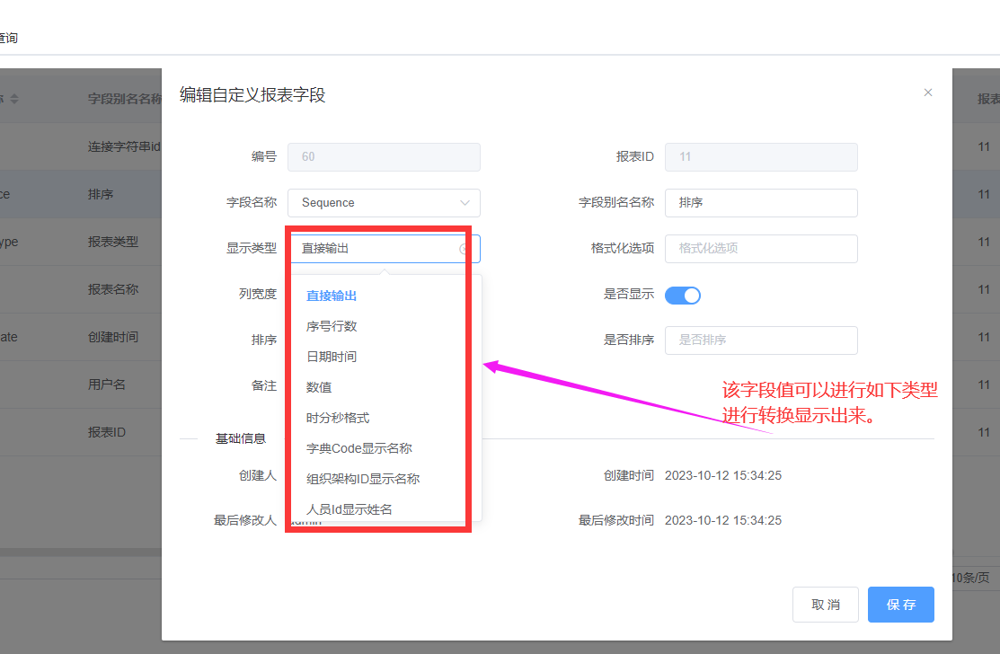 查询
字段别名名称
报表
编辑自定义报表字段
编号 60
报表ID 11
连接字符串id
11
字段名称 Sequence
字段别名名称 排序
ce
排序
11
显示类型 直接输出
格式化选项 格式化选项
ype
报表类型
11
列宽度
是否显示
直接输出
序号行数
日期时间
数值
时分秒格式
字典Code显示名称
组织架构ID显示名称
人员Id显示姓名
报表名称
11
排序
是否排序 是否排序
ate
创建时间
11
备注
用户名
11
该字段值可以进行如下类型
进行转换显示出来。
报表ID
11
基础信息
创建人
创建时间 2023-10-12 15:34:25
最后修改人 admin
最后修改时间 2023-10-12 15:34:25
10条/页
取消
保存